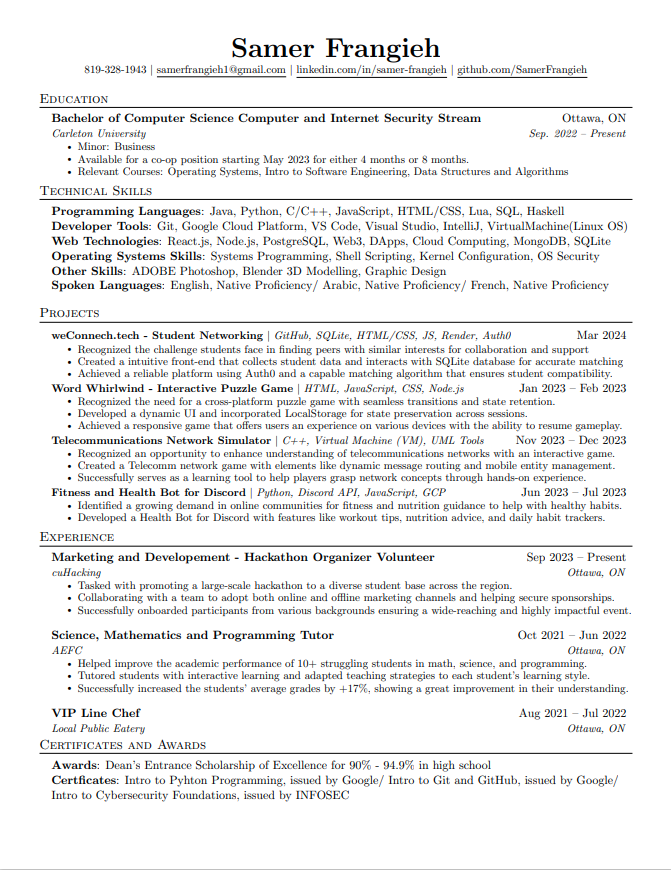 Samer Frangieh
819-328-1943 | samerfrangieh1@gmail.com | linkedin.com/in/samer-frangieh | github.com/SamerFrangieh
Education
Bachelor of Computer Science Computer and Internet Security Stream Ottawa, ON
Carleton University Sep. 2022 – Present
• Minor: Business
• Available for a co-op position starting May 2023 for either 4 months or 8 months.
• Relevant Courses: Operating Systems, Intro to Software Engineering, Data Structures and Algorithms
Technical Skills
Programming Languages: Java, Python, C/C++, JavaScript, HTML/CSS, Lua, SQL, Haskell
Developer Tools: Git, Google Cloud Platform, VS Code, Visual Studio, IntelliJ, VirtualMachine(Linux OS)
Web Technologies: React.js, Node.js, PostgreSQL, Web3, DApps, Cloud Computing, MongoDB, SQLite
Operating Systems Skills: Systems Programming, Shell Scripting, Kernel Configuration, OS Security
Other Skills: ADOBE Photoshop, Blender 3D Modelling, Graphic Design
Spoken Languages: English, Native Proficiency/ Arabic, Native Proficiency/ French, Native Proficiency
Projects
weConnech.tech - Student Networking | GitHub, SQLite, HTML/CSS, JS, Render, Auth0 Mar 2024
• Recognized the challenge students face in finding peers with similar interests for collaboration and support
• Created a intuitive front-end that collects student data and interacts with SQLite database for accurate matching
• Achieved a reliable platform using Auth0 and a capable matching algorithm that ensures student compatibility.
Word Whirlwind - Interactive Puzzle Game | HTML, JavaScript, CSS, Node.js Jan 2023 – Feb 2023
• Recognized the need for a cross-platform puzzle game with seamless transitions and state retention.
• Developed a dynamic UI and incorporated LocalStorage for state preservation across sessions.
• Achieved a responsive game that offers users an experience on various devices with the ability to resume gameplay.
Telecommunications Network Simulator | C++, Virtual Machine (VM), UML Tools Nov 2023 – Dec 2023
• Recognized an opportunity to enhance understanding of telecommunications networks with an interactive game.
• Created a Telecomm network game with elements like dynamic message routing and mobile entity management.
• Successfully serves as a learning tool to help players grasp network concepts through hands-on experience.
Fitness and Health Bot for Discord | Python, Discord API, JavaScript, GCP Jun 2023 – Jul 2023
• Identified a growing demand in online communities for fitness and nutrition guidance to help with healthy habits.
• Developed a Health Bot for Discord with features like workout tips, nutrition advice, and daily habit trackers.
Experience
Marketing and Developement - Hackathon Organizer Volunteer Sep 2023 – Present
cuHacking Ottawa, ON
• Tasked with promoting a large-scale hackathon to a diverse student base across the region.
• Collaborating with a team to adopt both online and offline marketing channels and helping secure sponsorships.
• Successfully onboarded participants from various backgrounds ensuring a wide-reaching and highly impactful event.
Science, Mathematics and Programming Tutor Oct 2021 – Jun 2022
AEFC Ottawa, ON
• Helped improve the academic performance of 10+ struggling students in math, science, and programming.
• Tutored students with interactive learning and adapted teaching strategies to each student's learning style.
• Successfully increased the students' average grades by +17%, showing a great improvement in their understanding.
VIP Line Chef Aug 2021 – Jul 2022
Local Public Eatery Ottawa, ON
Certificates and Awards
Awards: Dean's Entrance Scholarship of Excellence for 90% - 94.9% in high school
Certficates: Intro to Pyhton Programming, issued by Google/ Intro to Git and GitHub, issued by Google/
Intro to Cybersecurity Foundations, issued by INFOSEC